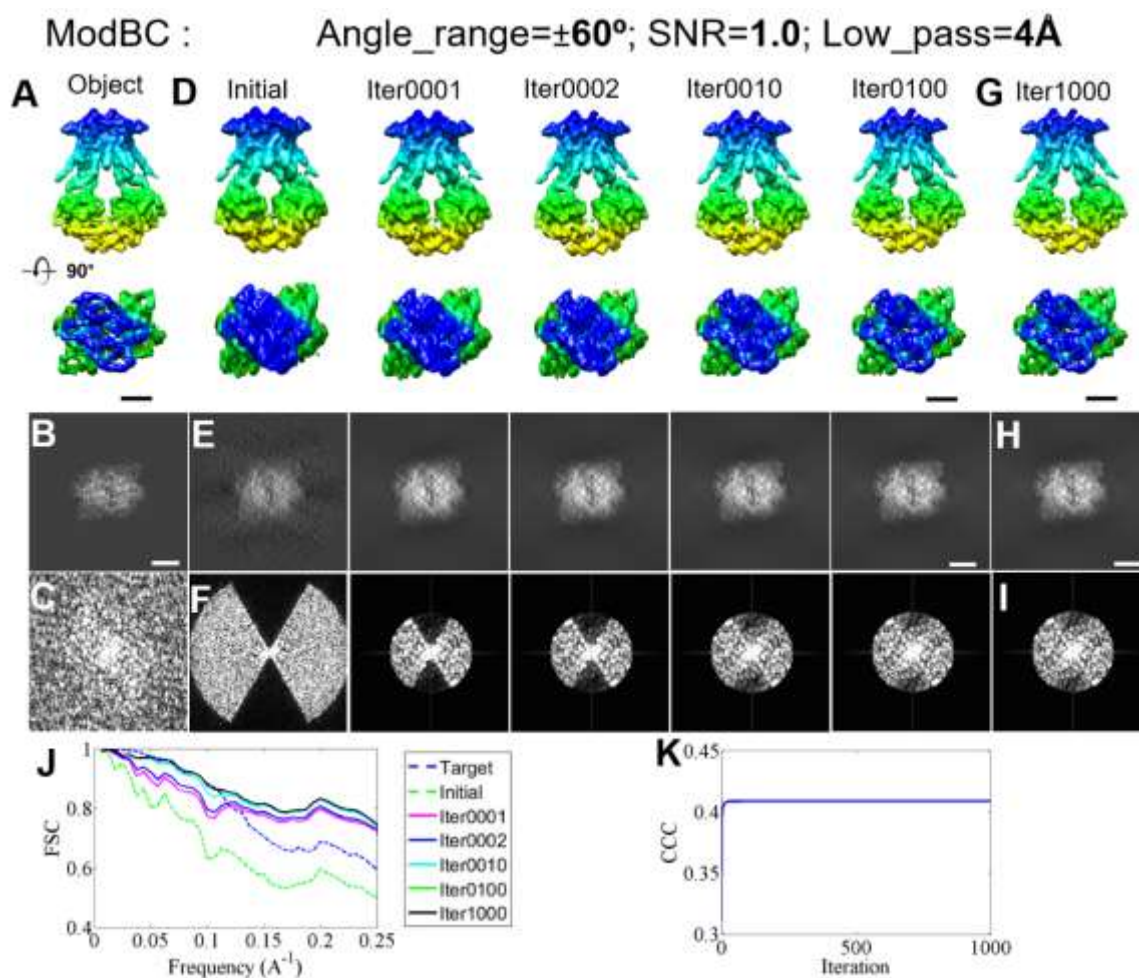 ModBC : Angle_range=±60º; SNR=1.0; Low_pass=4Å
A Object D Initial Iter0001 Iter0002 Iter0010 Iter0100 G Iter1000
90°
B E H
C F I
J
1
0.8
0.6
0.4
FSC
0 0.05 0.1 0.15 0.2 0.25
Frequency (A⁻¹)
Target
Initial
Iter0001
Iter0002
Iter0010
Iter0100
Iter1000
K
0.45
0.4
0.35
0.3
CCC
0 500 1000
Iteration